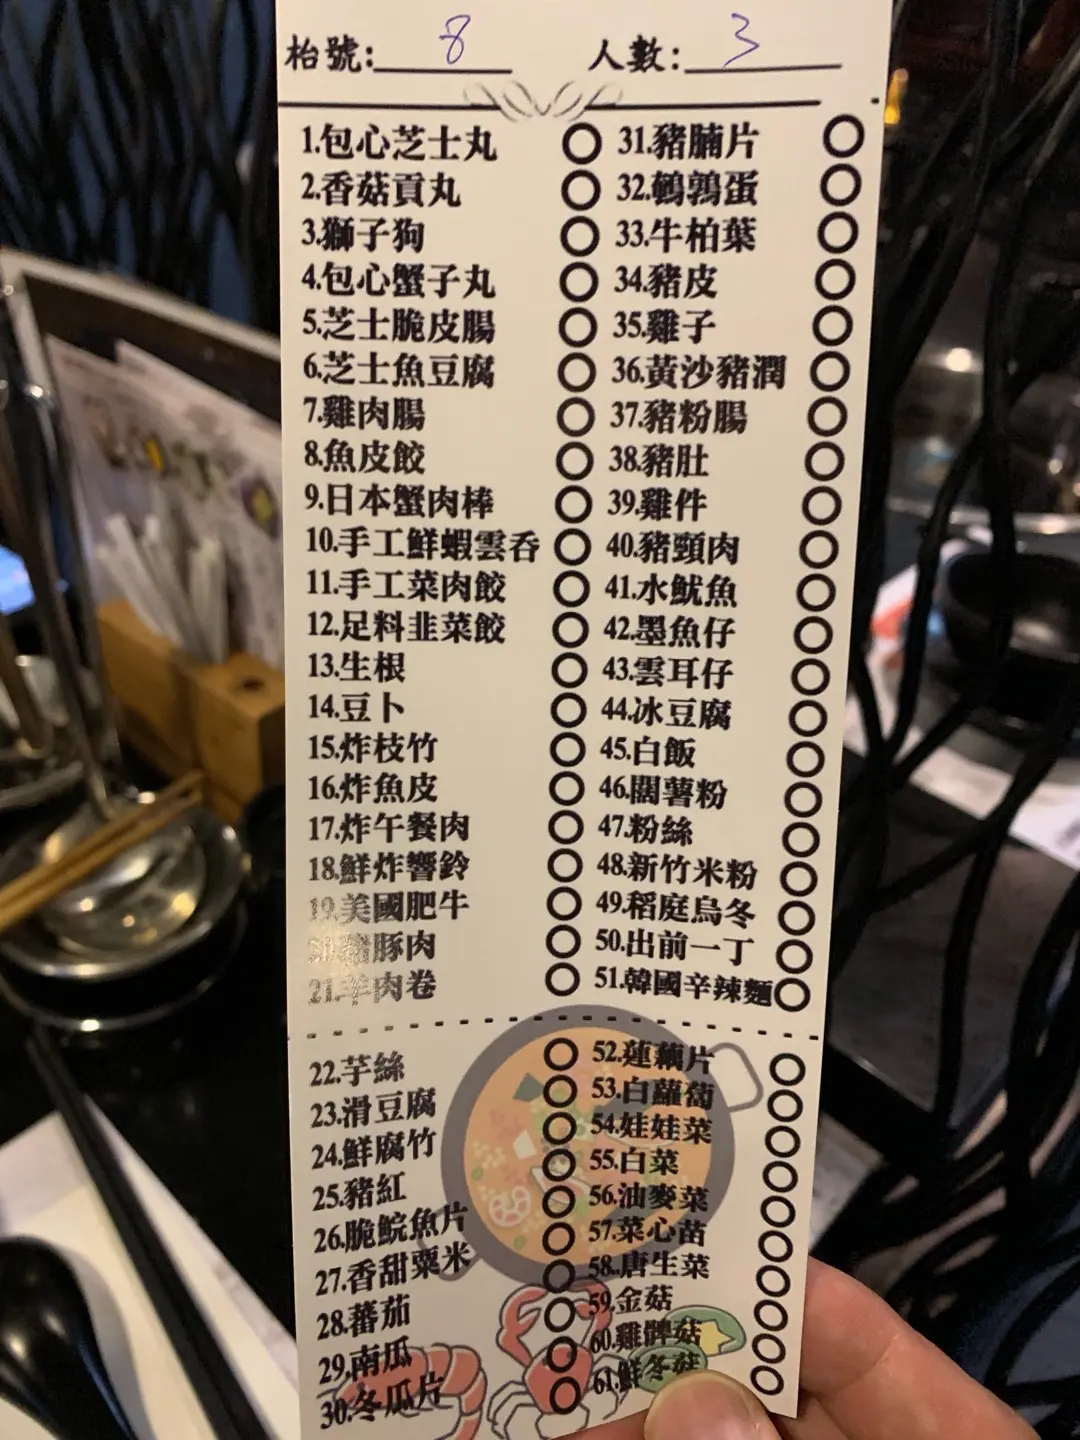 枱號: 8 人數: 3
1.包心芝士丸
2.香菇貢丸
3.獅子狗
4.包心蟹子丸
5.芝士脆皮腸
6.芝士魚豆腐
7.雞肉腸
8.魚皮餃
9.日本蟹肉棒
10.手工鮮蝦雲吞
11.手工菜肉餃
12.足料韭菜餃
13.生根
14.豆卜
15.炸枝竹
16.炸魚皮
17.炸午餐肉
18.鮮炸響鈴
19.美國肥牛
20.豬豚肉
21.羊肉卷
22.芋絲
23.滑豆腐
24.鮮腐竹
25.豬紅
26.脆鯇魚片
27.香甜粟米
28.蕃茄
29.南瓜
30.冬瓜片
31.豬腩片
32.鵪鶉蛋
33.牛柏葉
34.豬皮
35.雞子
36.黃沙豬潤
37.豬粉腸
38.豬肚
39.雞件
40.豬頸肉
41.水魷魚
42.墨魚仔
43.雲耳仔
44.冰豆腐
45.白飯
46.闊薯粉
47.粉絲
48.新竹米粉
49.稻庭烏冬
50.出前一丁
51.韓國辛辣麵
52.蓮藕片
53.白蘿蔔
54.娃娃菜
55.白菜
56.油麥菜
57.菜心苗
58.唐生菜
59.金菇
60.雞髀菇
61.鮮冬菇